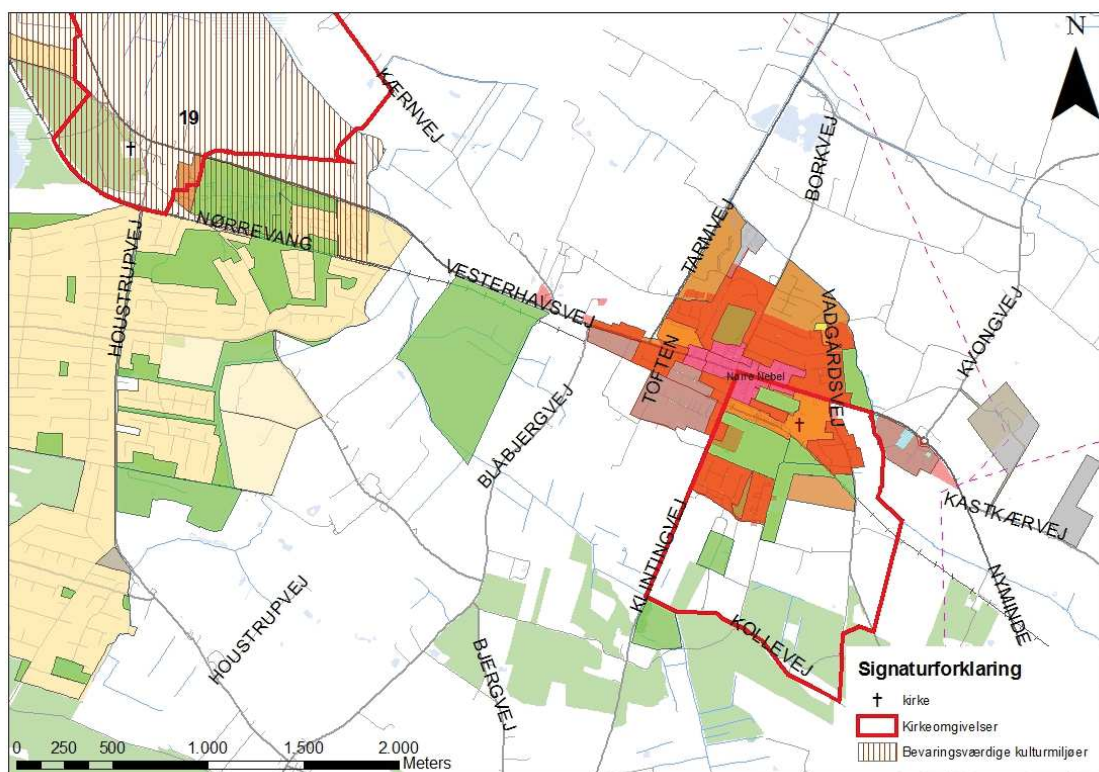 N
KÆRNVEJ
19
BORKVEJ
TARMVEJ
NØRREVANG
HOUSTRUPVEJ
VESTERHAVSVEJ
VADGÅRDSVEJ
KVONGVEJ
TOFTEN
Nørre Nebel
BLÅBJERGVEJ
KLINTINGVEJ
KASTKÆRVEJ
NYMINDE
HOUSTRUPVEJ
BJERGVEJ
KOLLEVEJ
Signaturforklaring
kirke
Kirkeomgivelser
Bevaringsværdige kulturmiljøer
0 250 500 1.000 1.500 2.000
Meters